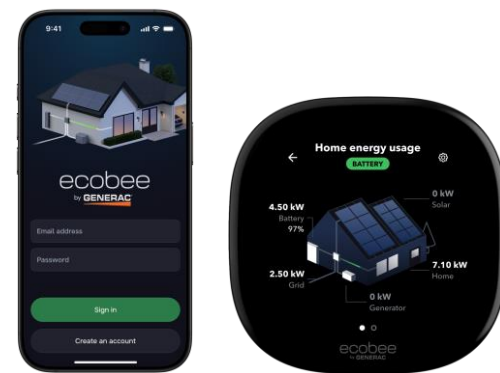 9:41
ecobee
by GENERAC
Email address
Password
Sign in
Create an account
Home energy usage
BATTERY
4.50 kW
Battery
97%
0 kW
Solar
2.50 kW
Grid
7.10 kW
Home
0 kW
Generator
ecobee
by GENERAC